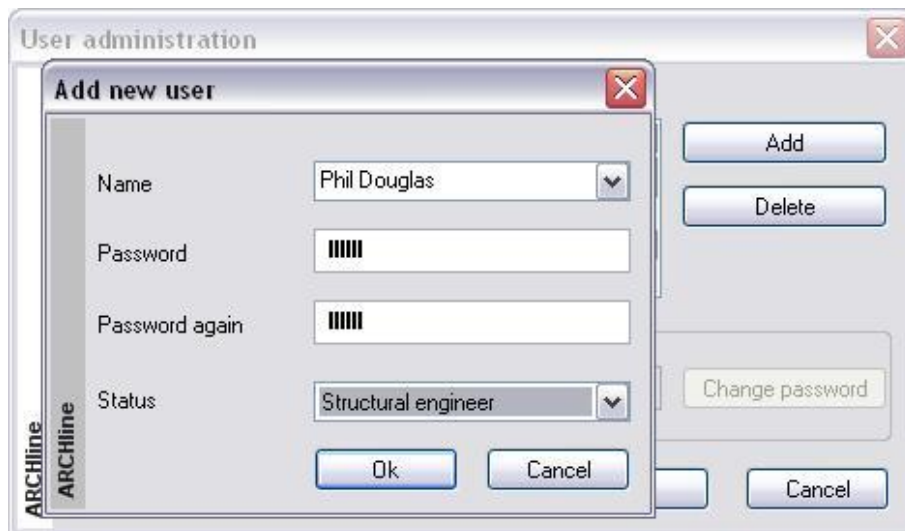 User administration
Add new user
Name
Phil Douglas
Password
Password again
Status
Structural engineer
Ok
Cancel
ARCHline
Add
Delete
Change password
Cancel
ARCHline